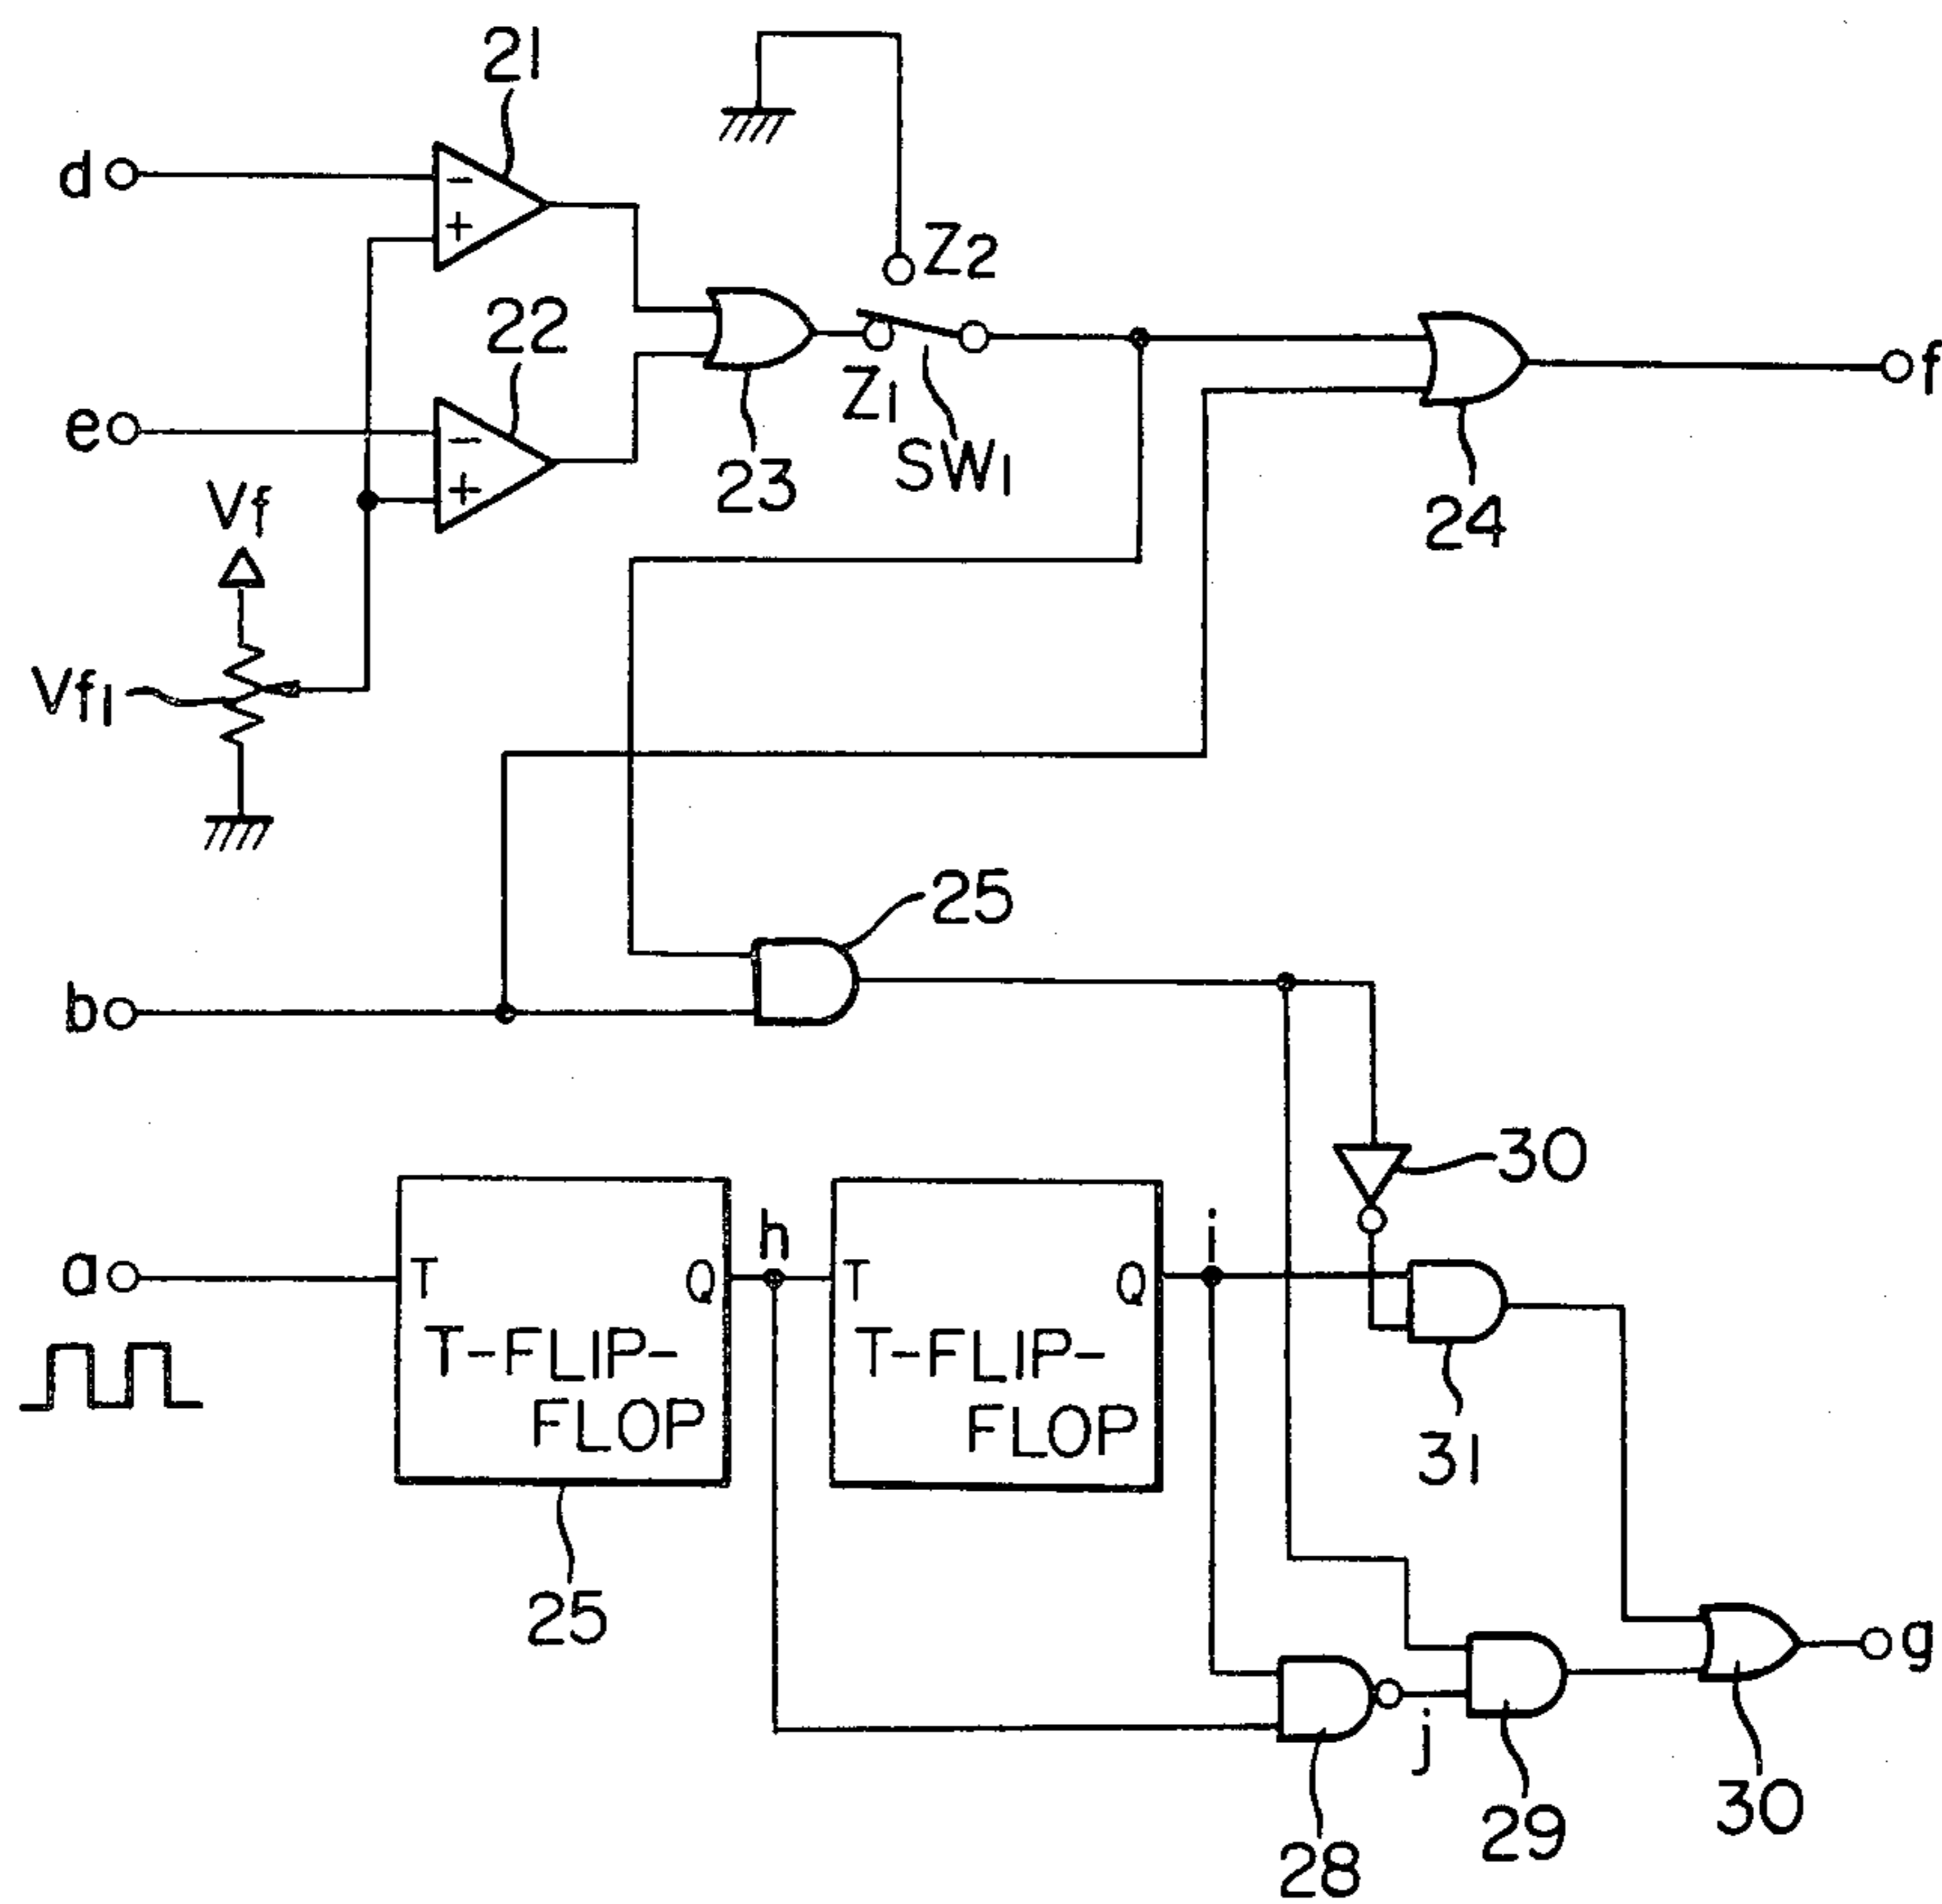 21
d
−
+
Z2
22
Z1
SW1
f
e
−
+
23
24
Vf
Vf1
25
b
30
h
i
a
T
Q
T
Q
T-FLIP-
FLOP
T-FLIP-
FLOP
31
25
g
j
30
29
28